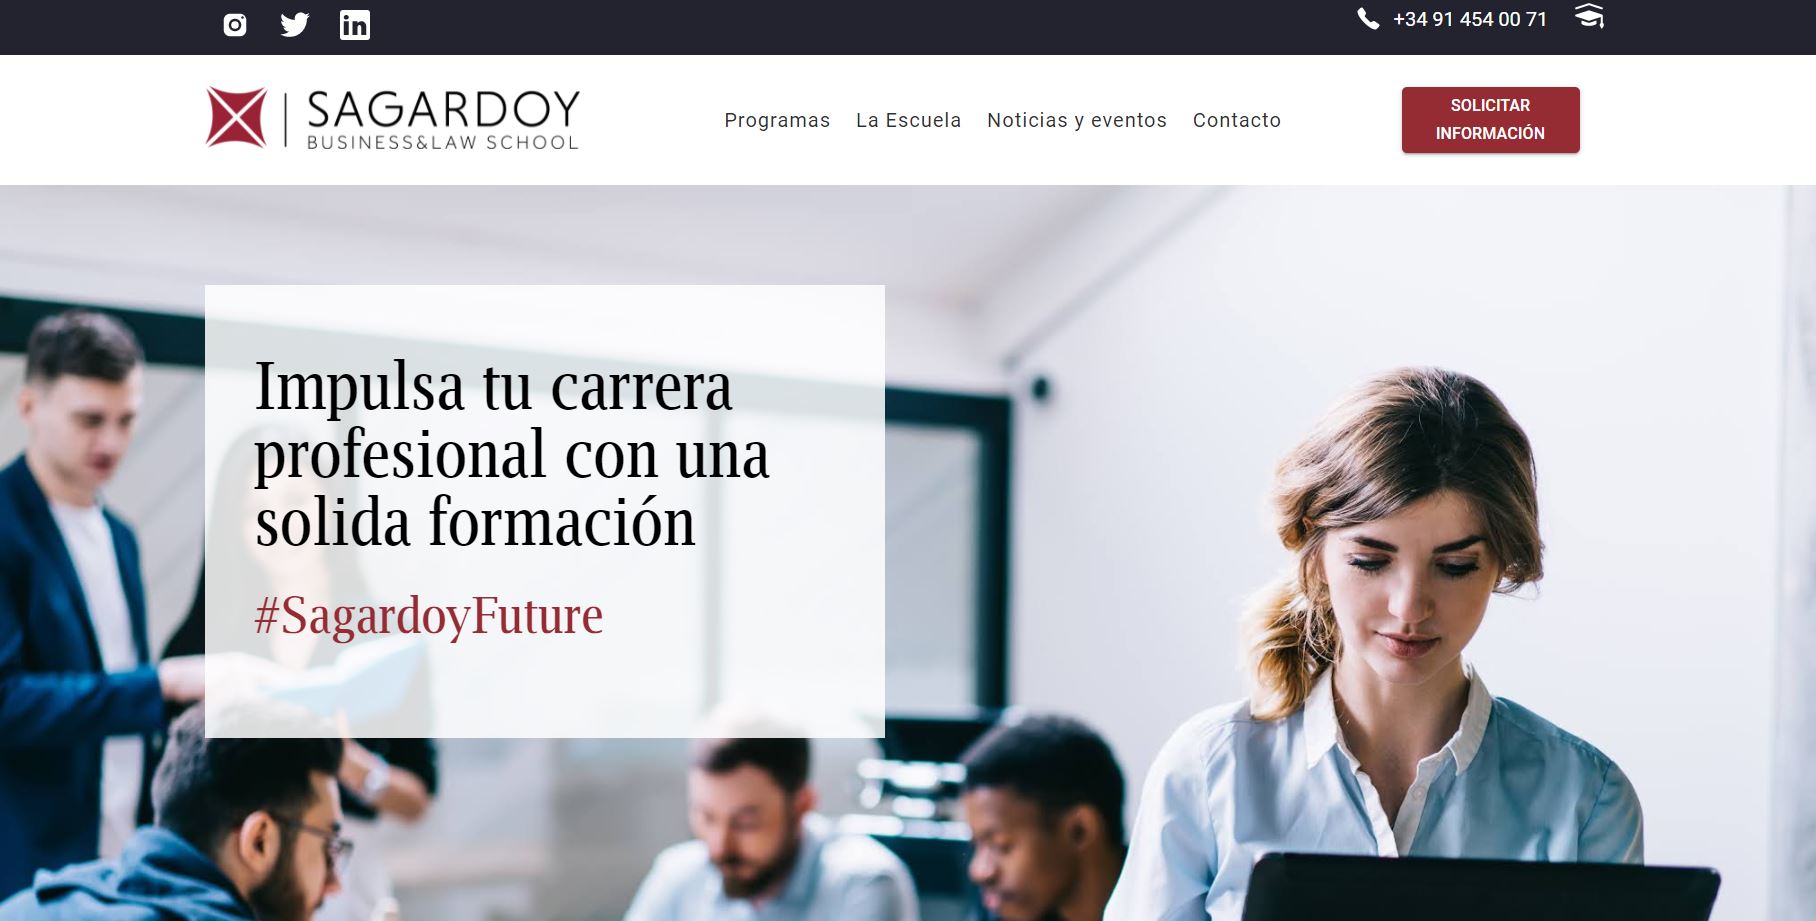 +34 91 454 00 71
SAGARDOY
BUSINESS&LAW SCHOOL
Programas La Escuela Noticias y eventos Contacto
SOLICITAR
INFORMACIÓN
Impulsa tu carrera
profesional con una
solida formación
#SagardoyFuture